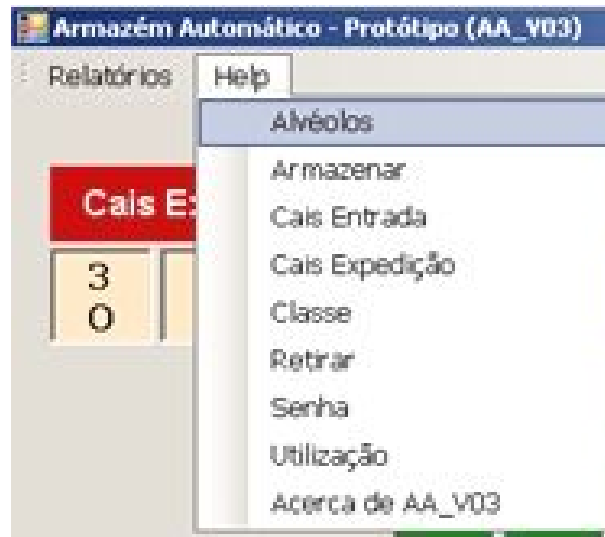 Armazém Automático - Protótipo (AA_V03)
Relatórios Help
Alvéolos
Armazenar
Cais Entrada
Cais Expedição
Classe
Retirar
Senha
Utilização
Acerca de AA_V03
Cais
3
O